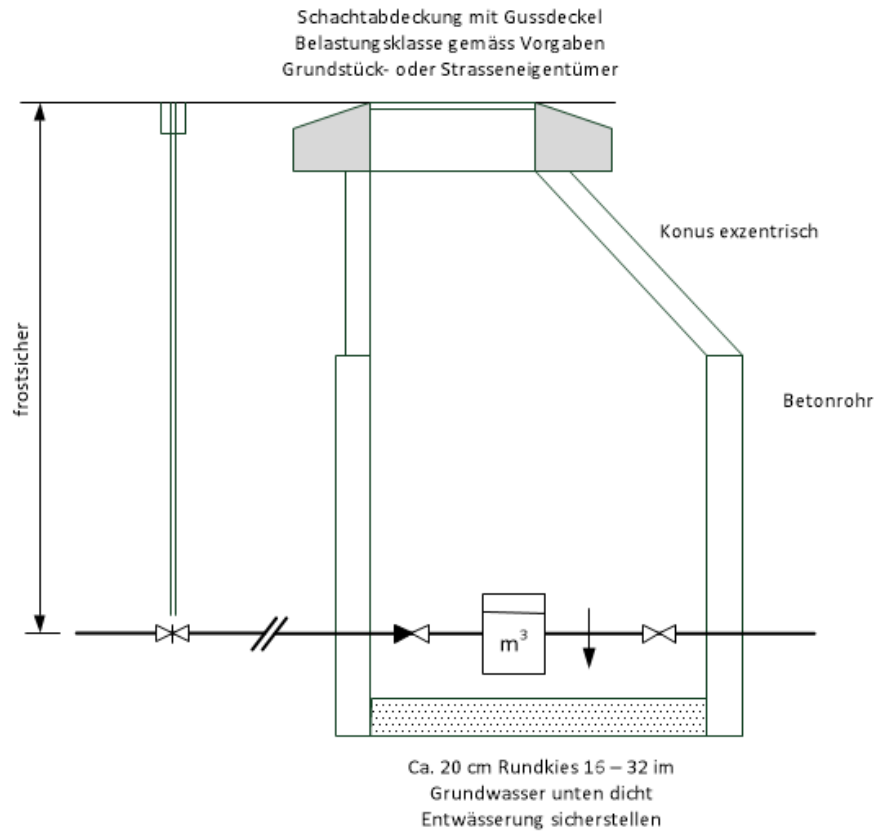 Schachtabdeckung mit Gussdeckel
Belastungsklasse gemäss Vorgaben
Grundstück- oder Strasseneigentümer
Konus exzentrisch
frostsicher
Betonrohr
m³
Ca. 20 cm Rundkies 16 – 32 im
Grundwasser unten dicht
Entwässerung sicherstellen